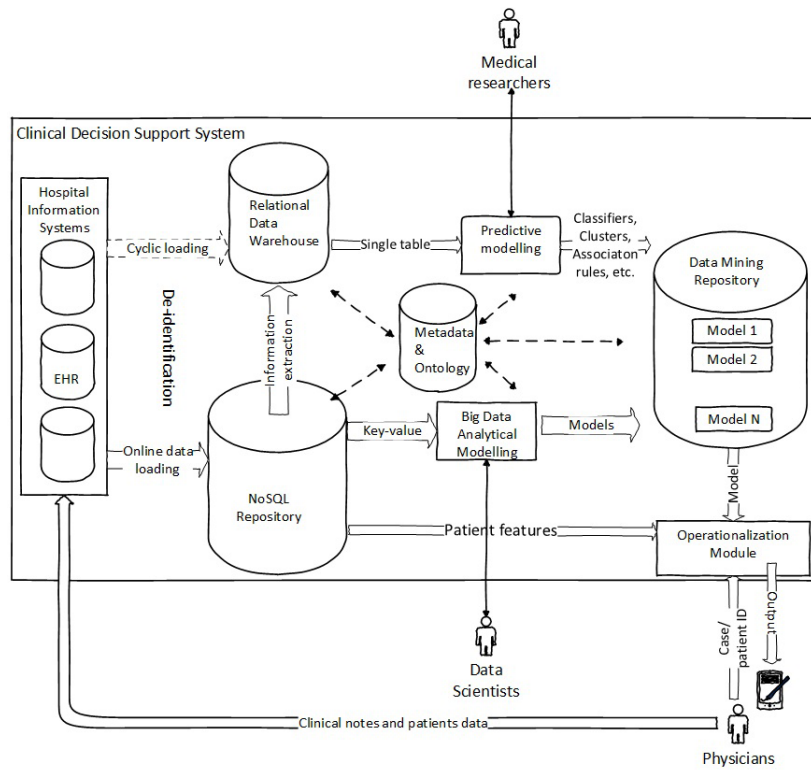 Medical
researchers
Clinical Decision Support System
Hospital
Information
Systems
Relational
Data
Warehouse
Cyclic loading
Single table
Predictive
modelling
Classifiers,
Clusters,
Associaton
rules, etc.
Data Mining
Repository
Model 1
Model 2
Model N
De-identification
Information
extraction
Metadata
&
Ontology
EHR
Online data
loading
NoSQL
Repository
Key-value
Big Data
Analytical
Modelling
Models
Model
Patient features
Operationalization
Module
Case/
patient ID
Output
Data
Scientists
Clinical notes and patients data
Physicians